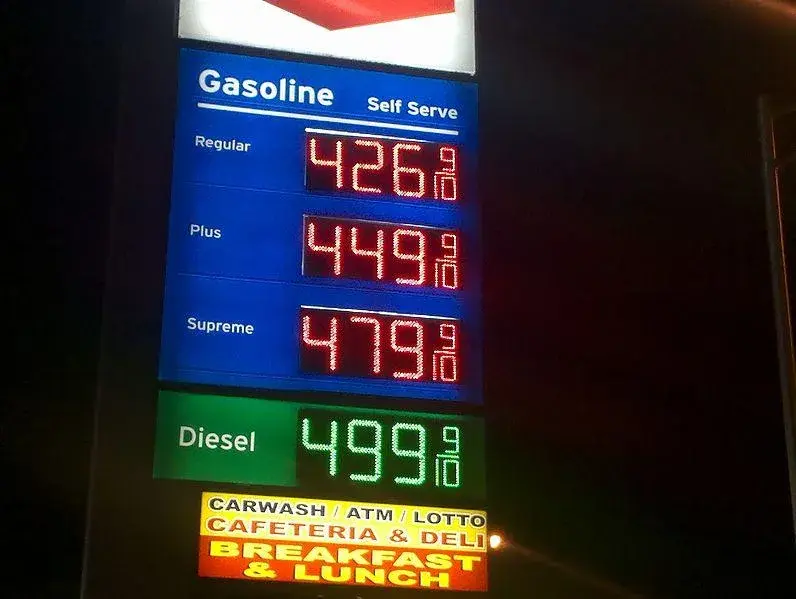 Gasoline Self Serve
Regular 426 9/10
Plus 449 9/10
Supreme 479 9/10
Diesel 499 9/10
CARWASH / ATM / LOTTO
CAFETERIA & DELI
BREAKFAST
& LUNCH